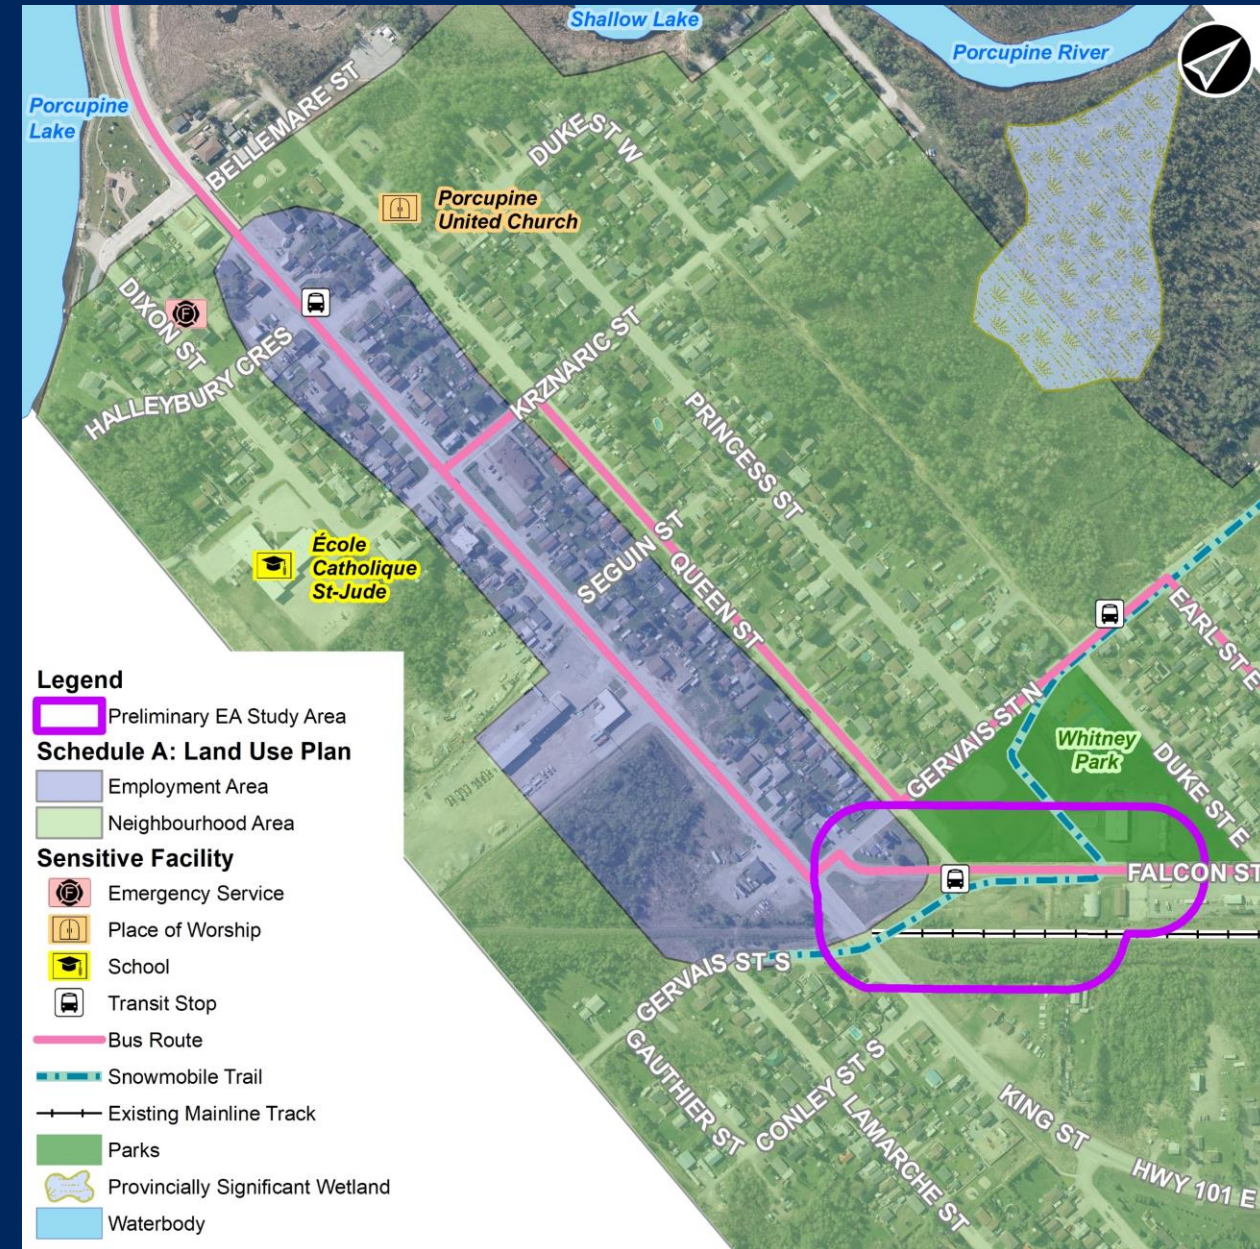 Shallow Lake
Porcupine River
Porcupine
Lake
BELLEMARE ST
DUKE ST W
Porcupine
United Church
DIXON ST
HALLEYBURY CRES
KRZNARIC ST
PRINCESS ST
École
Catholique
St-Jude
SEGUIN ST
QUEEN ST
EARL ST E
GERVAIS ST N
Whitney
Park
DUKE ST E
FALCON ST
GERVAIS ST S
GAUTHIER ST
CONLEY ST S
LAMARCHE ST
KING ST
HWY 101 E
Legend
Preliminary EA Study Area
Schedule A: Land Use Plan
Employment Area
Neighbourhood Area
Sensitive Facility
F
Emergency Service
Place of Worship
School
Transit Stop
Bus Route
Snowmobile Trail
Existing Mainline Track
Parks
Provincially Significant Wetland
Waterbody